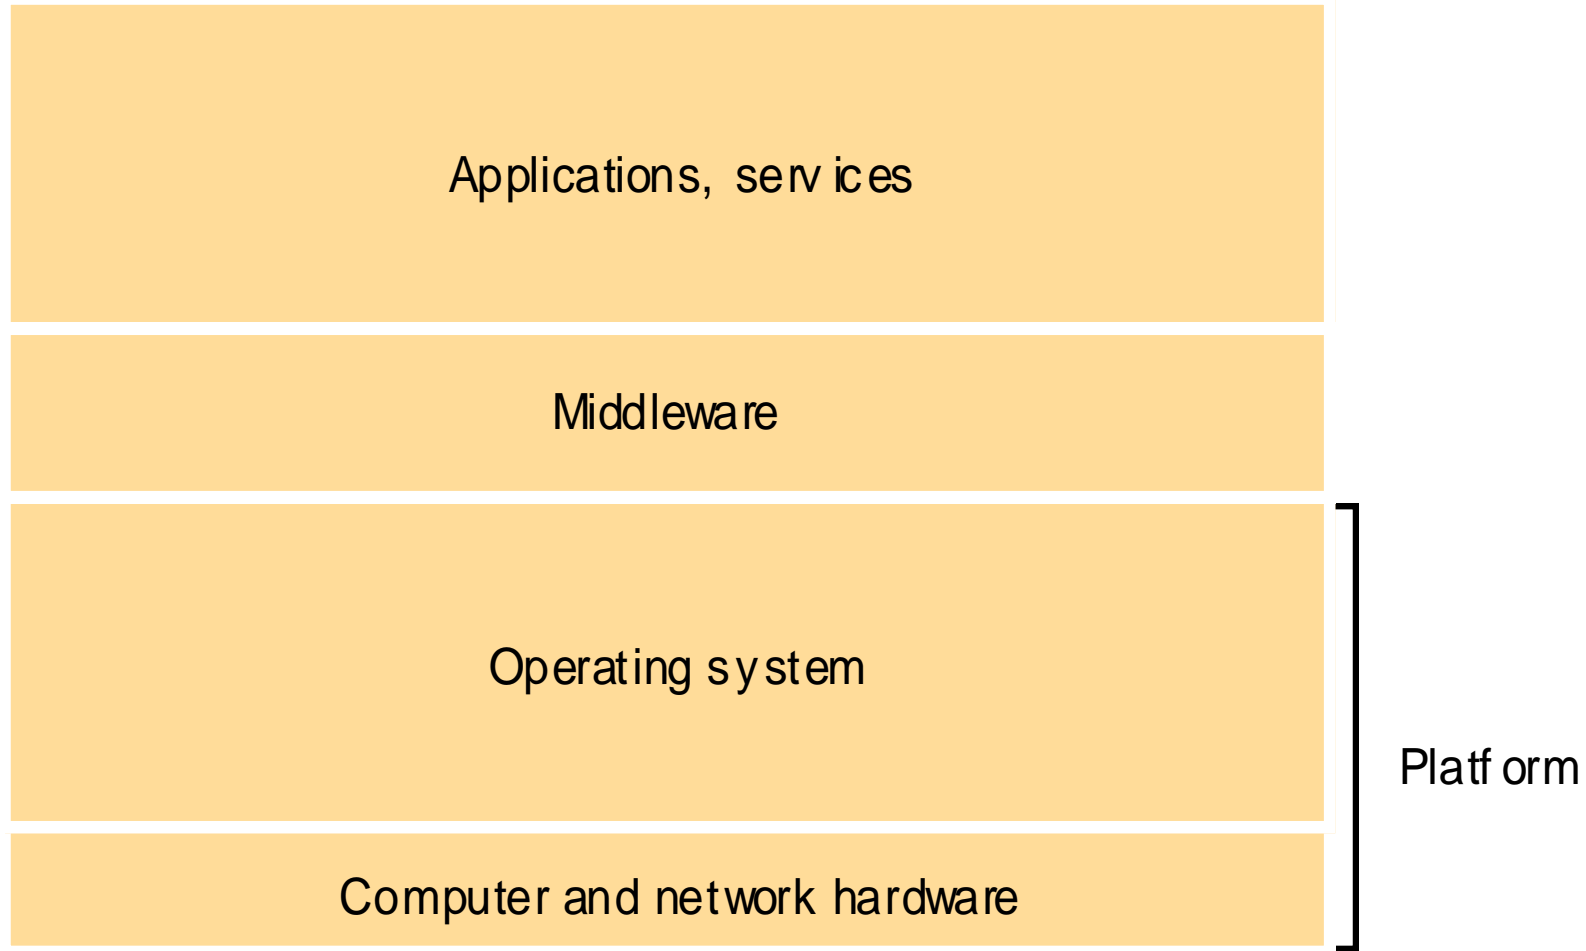 Applications, services
Middleware
Operating system
Platform
Computer and network hardware